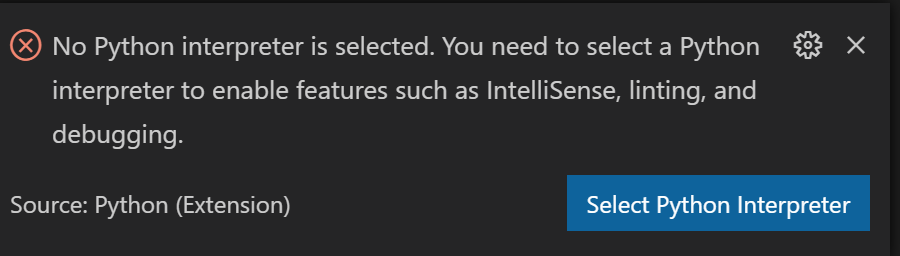 No Python interpreter is selected. You need to select a Python
interpreter to enable features such as IntelliSense, linting, and
debugging.
Source: Python (Extension)
Select Python Interpreter